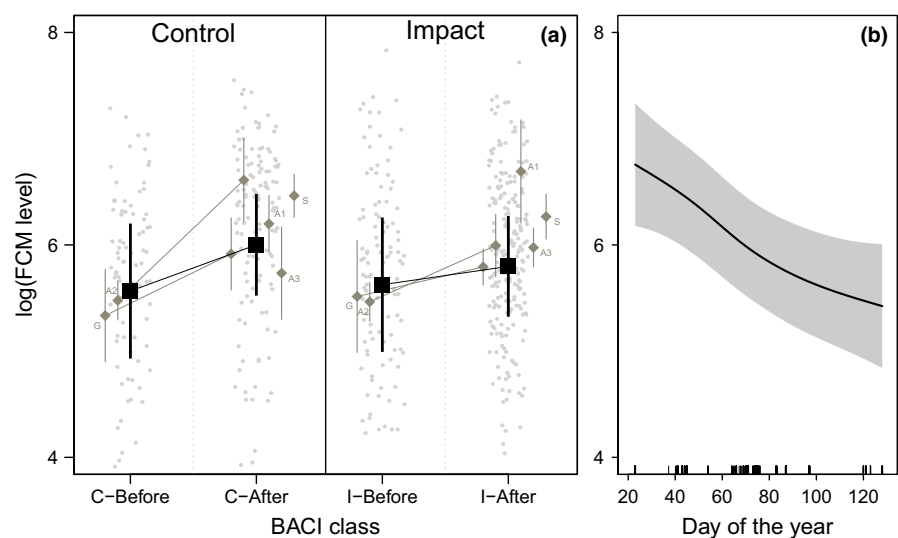 Control
Impact
(a)
(b)
log(FCM level)
8
6
4
A2
G
A1
S
A3
G
A2
A1
S
A3
8
6
4
C−Before
C−After
I−Before
I−After
BACI class
20
40
60
80
100
120
Day of the year